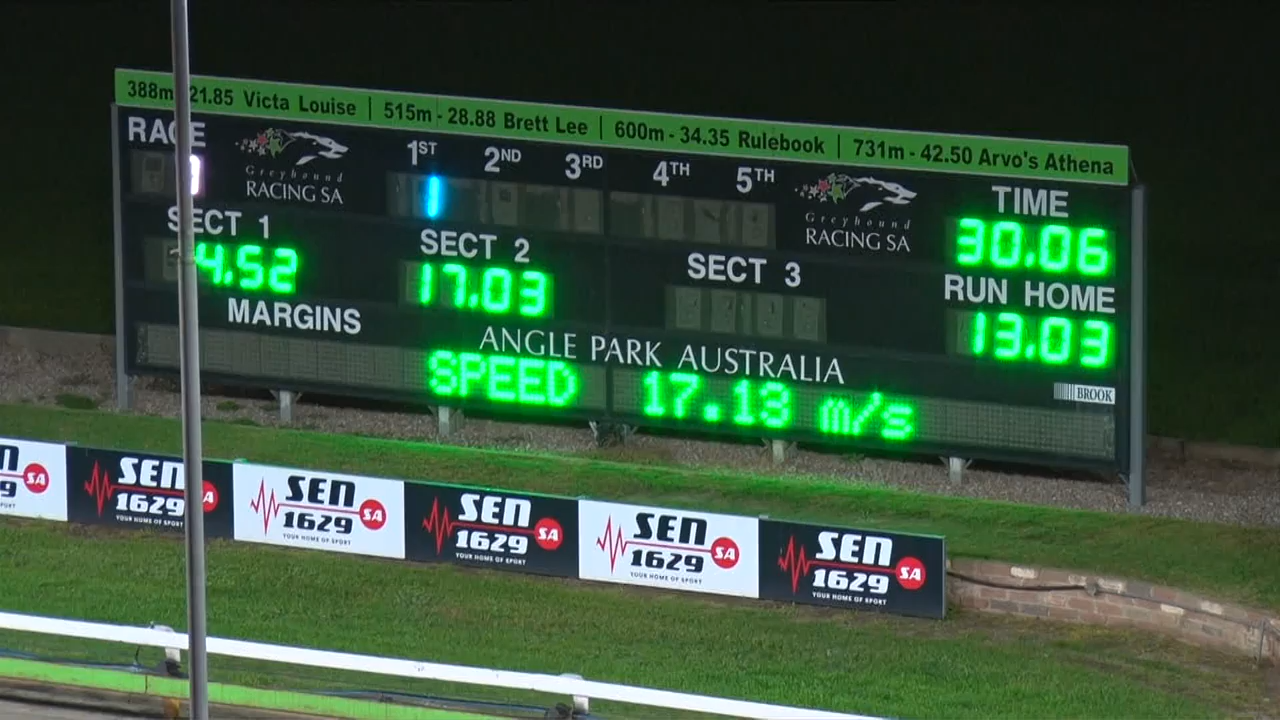 388m 21.85 Victa Louise | 515m - 28.88 Brett Lee | 600m - 34.35 Rulebook | 731m - 42.50 Arvo's Athena
RACE
Greyhound
RACING SA
1ST 2ND 3RD 4TH 5TH
1
Greyhound
RACING SA
TIME
30.06
SECT 1
4.52
SECT 2
17.03
SECT 3
RUN HOME
13.03
MARGINS
ANGLE PARK AUSTRALIA
SPEED 17.13 m/s
BROOK
SA
SEN
1629
SA
YOUR HOME OF SPORT
SEN
1629
SA
YOUR HOME OF SPORT
SEN
1629
SA
YOUR HOME OF SPORT
SEN
1629
SA
YOUR HOME OF SPORT
SEN
1629
SA
YOUR HOME OF SPORT